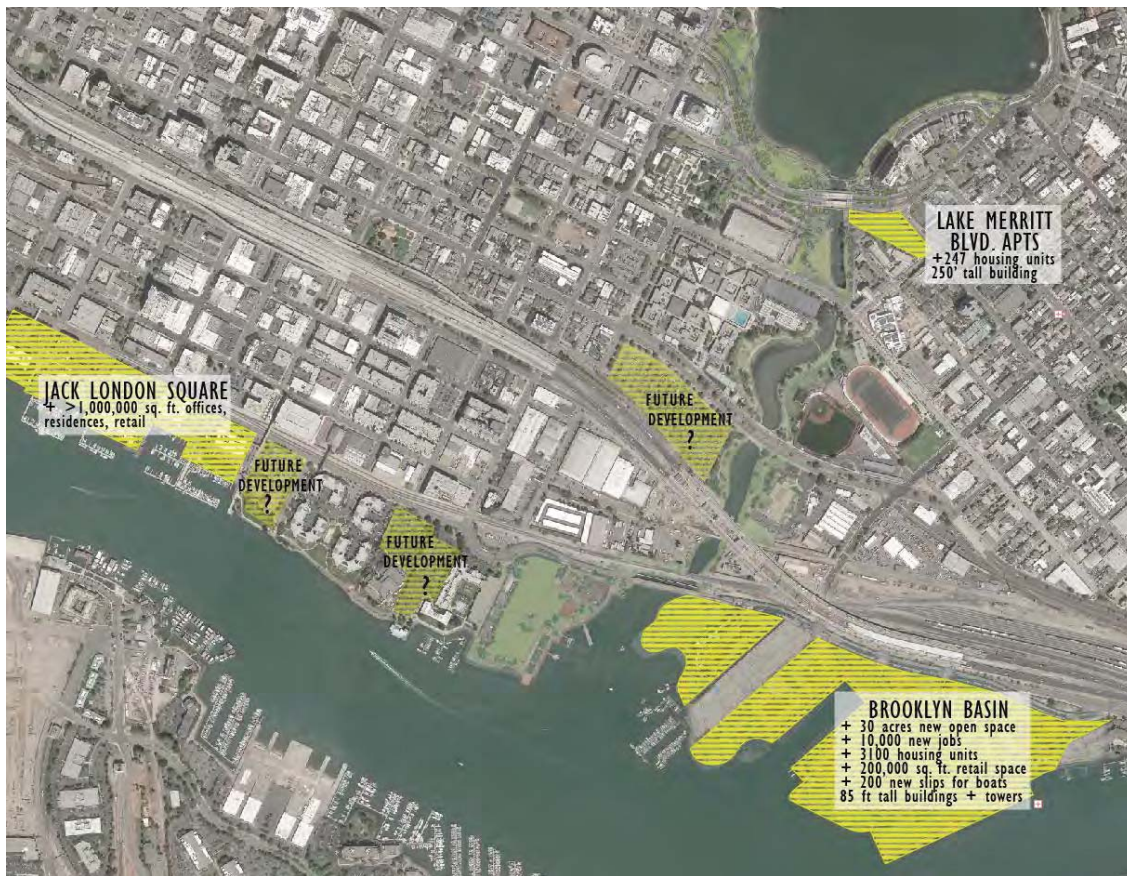 LAKE MERRITT
BLVD. APTS
+247 housing units
250' tall building
JACK LONDON SQUARE
+ >1,000,000 sq. ft. offices,
residences, retail
FUTURE
DEVELOPMENT
?
FUTURE
DEVELOPMENT
?
FUTURE
DEVELOPMENT
?
BROOKLYN BASIN
+ 30 acres new open space
+ 10,000 new jobs
+ 3100 housing units
+ 200,000 sq. ft. retail space
+ 200 new slips for boats
85 ft tall buildings + towers